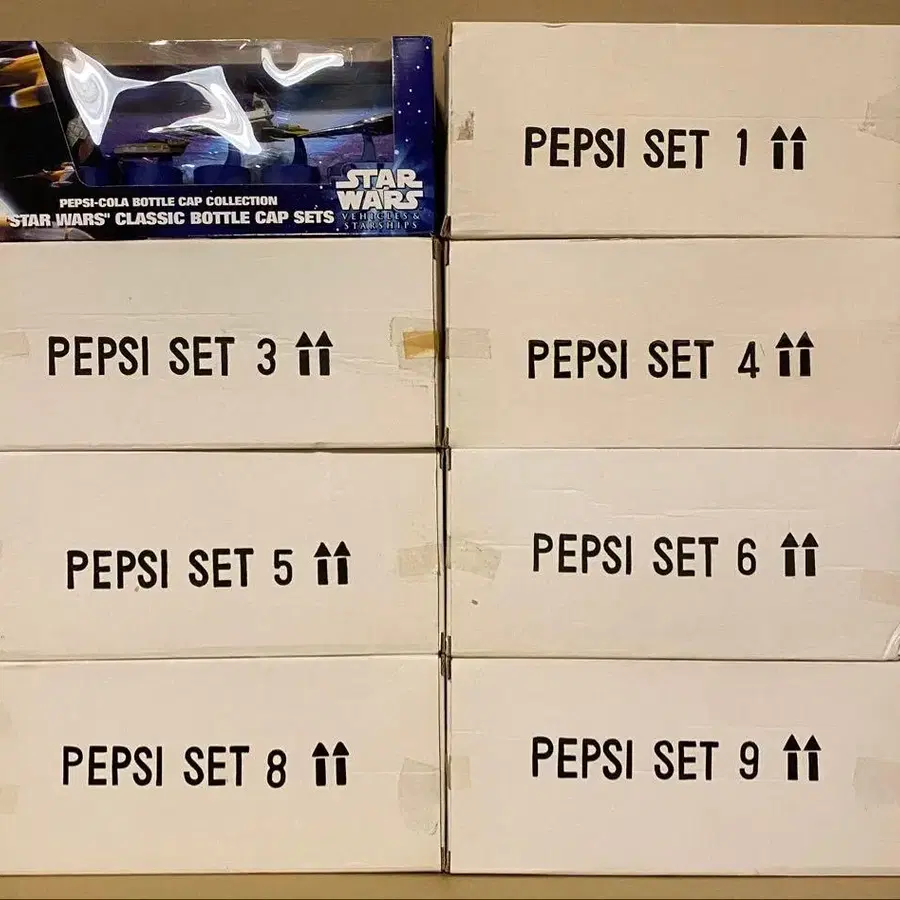 PEPSI-COLA BOTTLE CAP COLLECTION
"STAR WARS" CLASSIC BOTTLE CAP SETS
STAR
WARS
VEHICLES &
STARSHIPS
PEPSI SET 1 ⇈
PEPSI SET 3 ⇈
PEPSI SET 4 ⇈
PEPSI SET 5 ⇈
PEPSI SET 6 ⇈
PEPSI SET 8 ⇈
PEPSI SET 9 ⇈